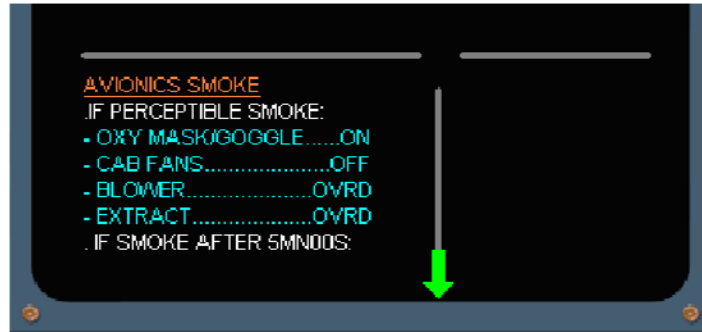 AVIONICS SMOKE
.IF PERCEPTIBLE SMOKE:
- OXY MASK/GOGGLE......ON
- CAB FANS.....................OFF
- BLOWER.....................OVRD
- EXTRACT....................OVRD
. IF SMOKE AFTER 5MN00S: